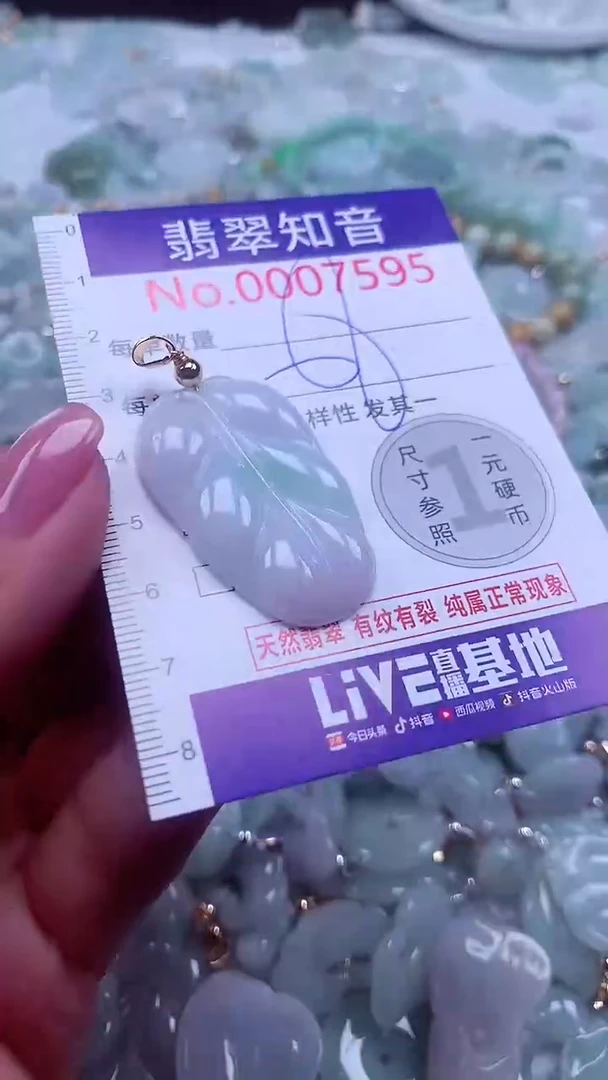 翡翠知音
No.0007595
每单数量
样性 发其一
尺寸参照
1
一元硬币
天然翡翠 有纹有裂 纯属正常现象
LIVE直播基地
今日头条 抖音 西瓜视频 抖音火山版
0
1
2
3
4
5
6
7
8